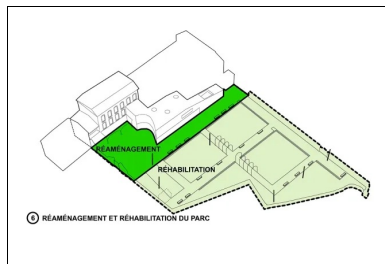 RÉAMÉNAGEMENT
RÉHABILITATION
6 RÉAMÉNAGEMENT ET RÉHABILITATION DU PARC